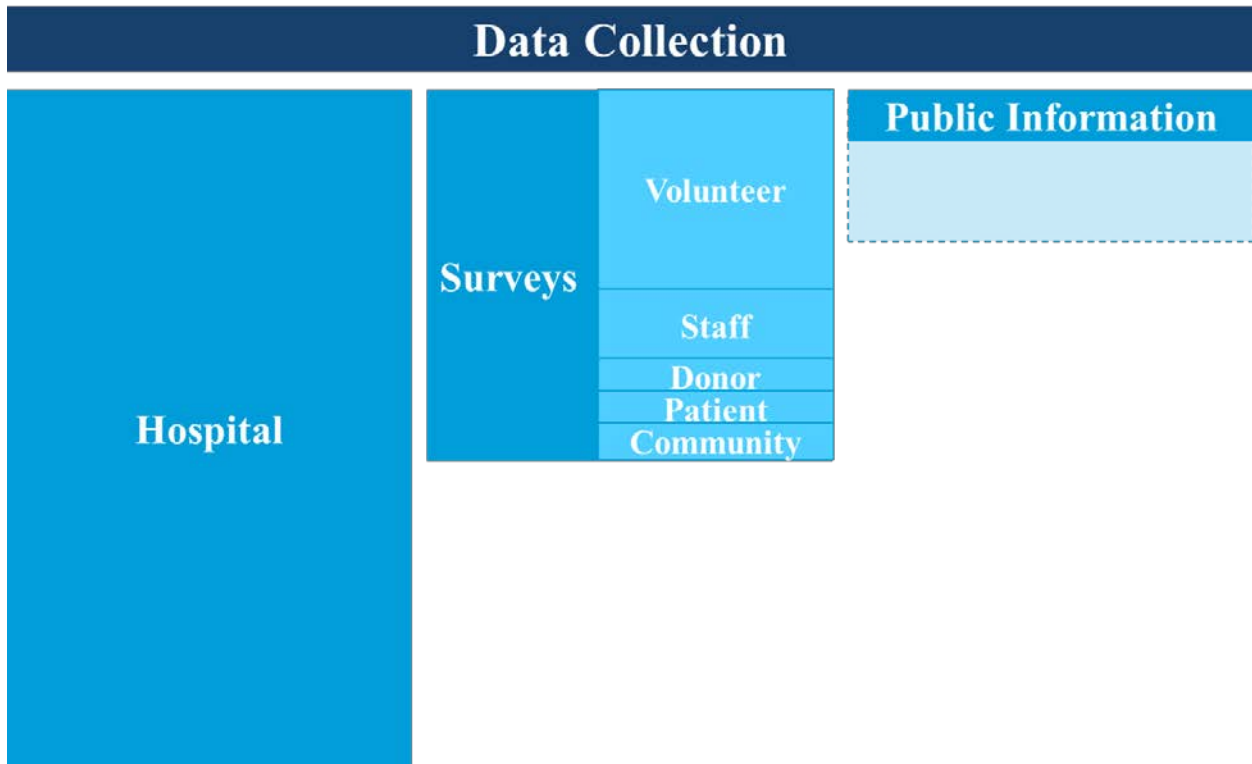 Data Collection
Hospital
Surveys
Volunteer
Staff
Donor
Patient
Community
Public Information